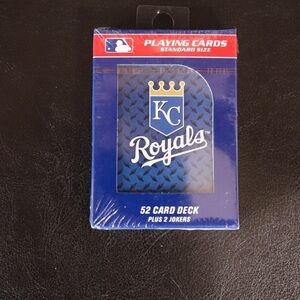 PLAYING CARDS
STANDARD SIZE
KC
Royals
52 CARD DECK
PLUS 2 JOKERS